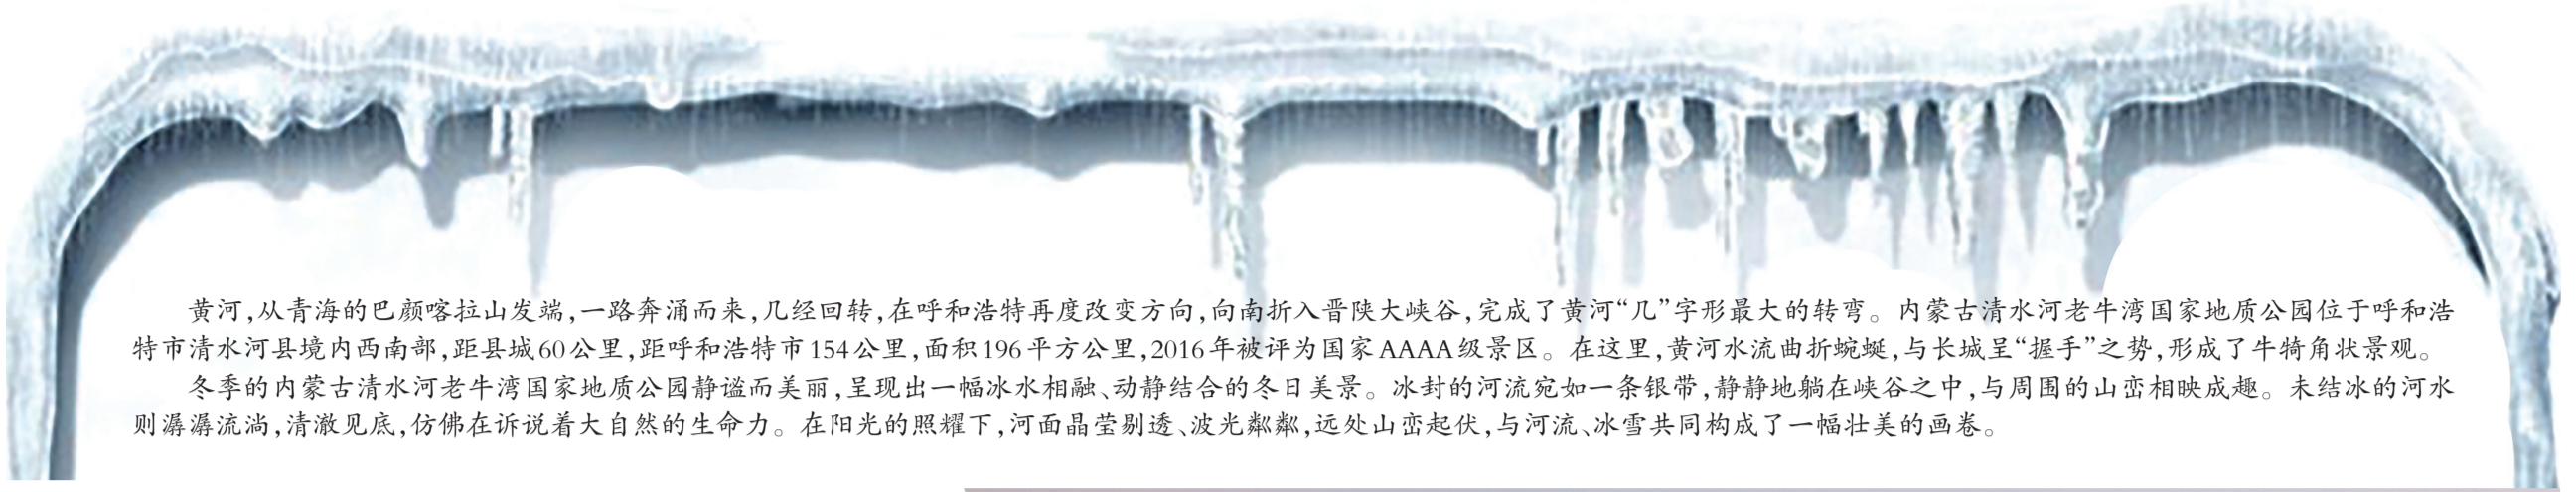 黄河,从青海的巴颜喀拉山发端,一路奔涌而来,几经回转,在呼和浩特再度改变方向,向南折入晋陕大峡谷,完成了黄河“几”字形最大的转弯。内蒙古清水河老牛湾国家地质公园位于呼和浩
特市清水河县境内西南部,距县城60公里,距呼和浩特市154公里,面积196平方公里,2016年被评为国家AAAA级景区。在这里,黄河水流曲折蜿蜒,与长城呈“握手”之势,形成了牛犄角状景观。
冬季的内蒙古清水河老牛湾国家地质公园静谧而美丽,呈现出一幅冰水相融、动静结合的冬日美景。冰封的河流宛如一条银带,静静地躺在峡谷之中,与周围的山峦相映成趣。未结冰的河水
则潺潺流淌,清澈见底,仿佛在诉说着大自然的生命力。在阳光的照耀下,河面晶莹剔透、波光粼粼,远处山峦起伏,与河流、冰雪共同构成了一幅壮美的画卷。